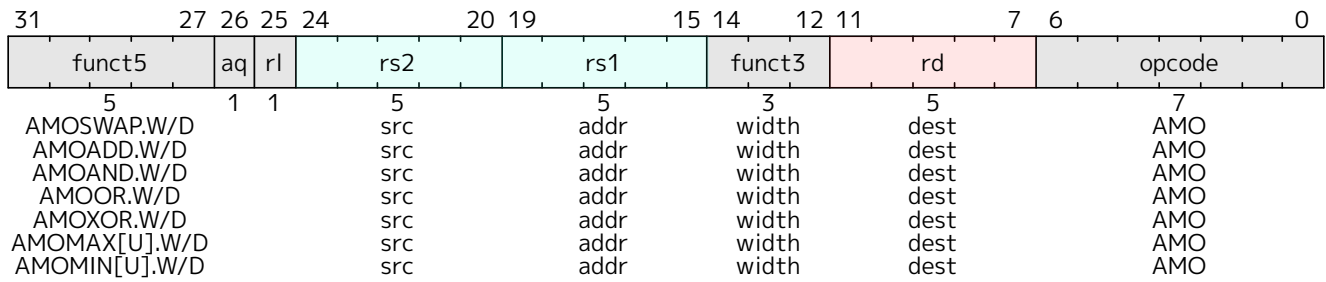 31 27 26 25 24 20 19 15 14 12 11 7 6 0
funct5 aq rl rs2 rs1 funct3 rd opcode
5 1 1 5 5 3 5 7
AMOSWAP.W/D src addr width dest AMO
AMOADD.W/D src addr width dest AMO
AMOAND.W/D src addr width dest AMO
AMOOR.W/D src addr width dest AMO
AMOXOR.W/D src addr width dest AMO
AMOMAX[U].W/D src addr width dest AMO
AMOMIN[U].W/D src addr width dest AMO